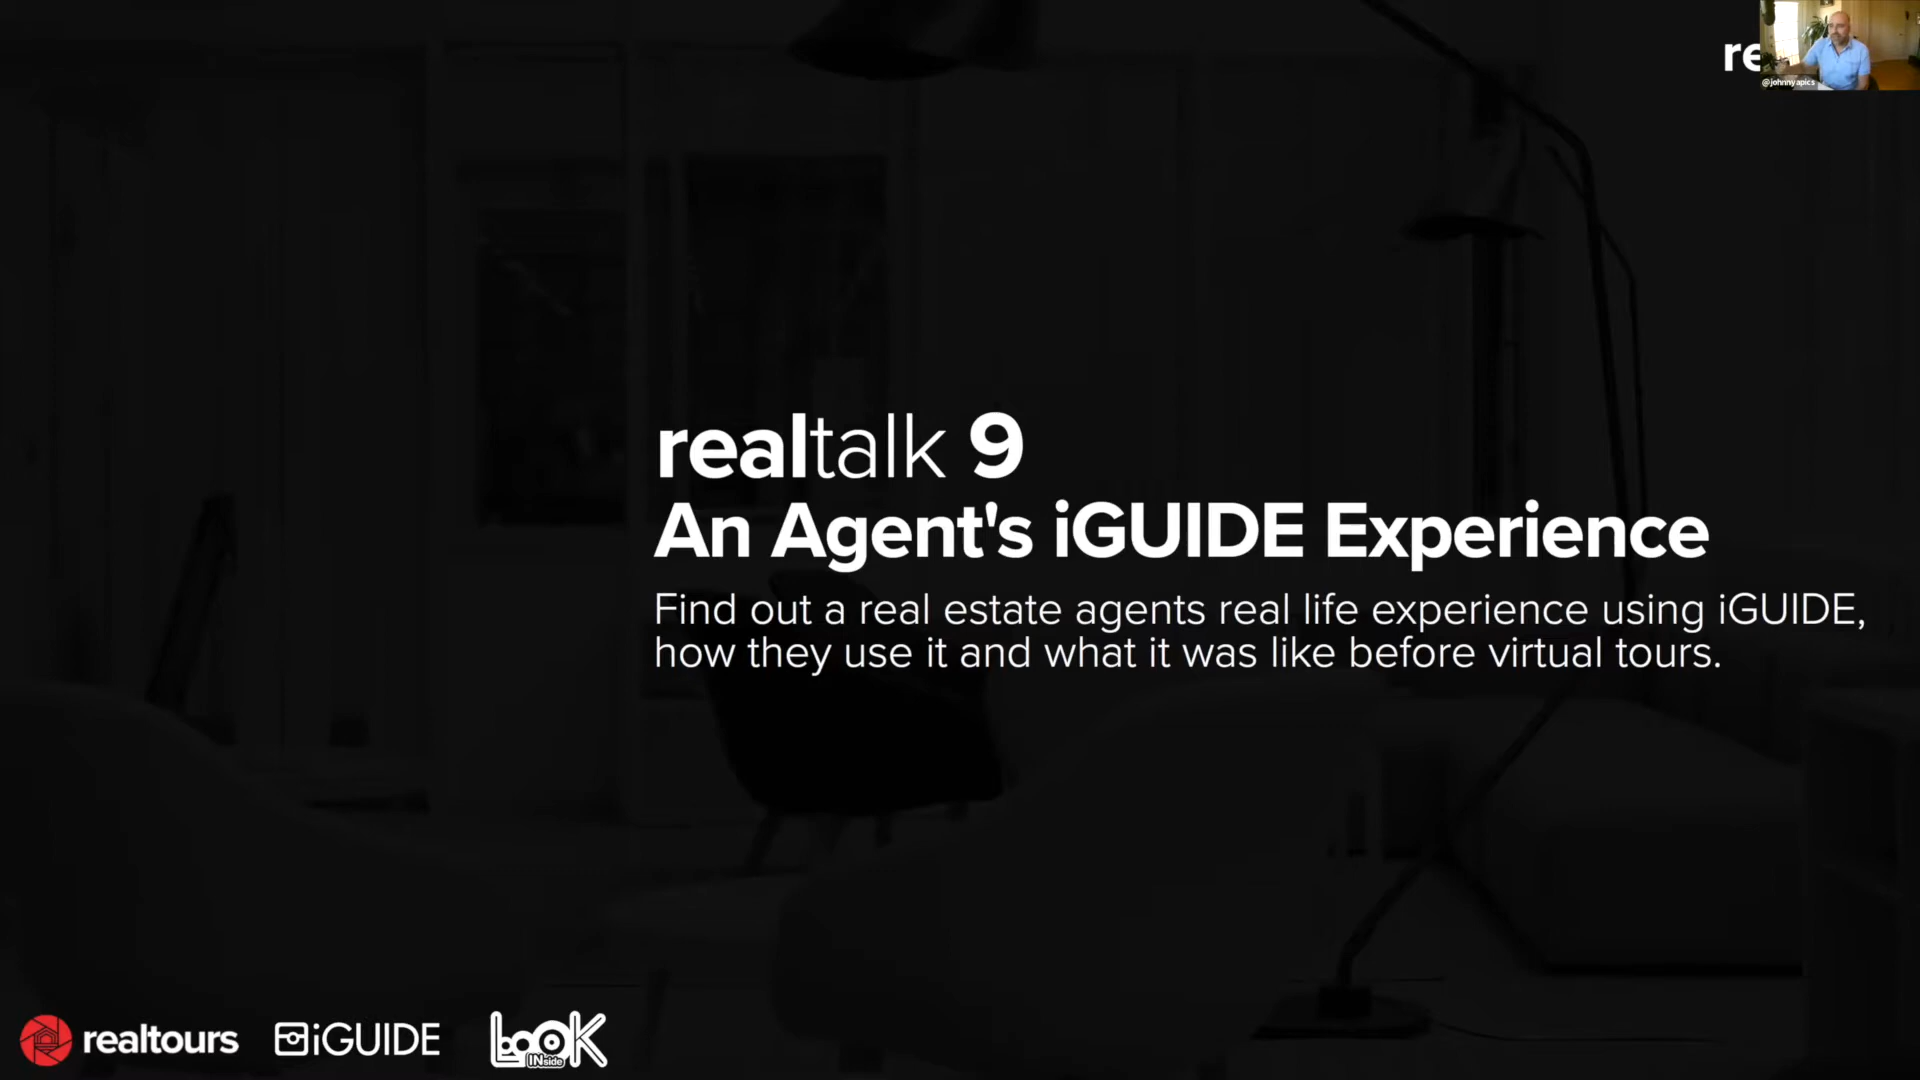 re
@johnnyapics
realtalk 9
An Agent's iGUIDE Experience
Find out a real estate agents real life experience using iGUIDE,
how they use it and what it was like before virtual tours.
realtours
iGUIDE
LooK
INside